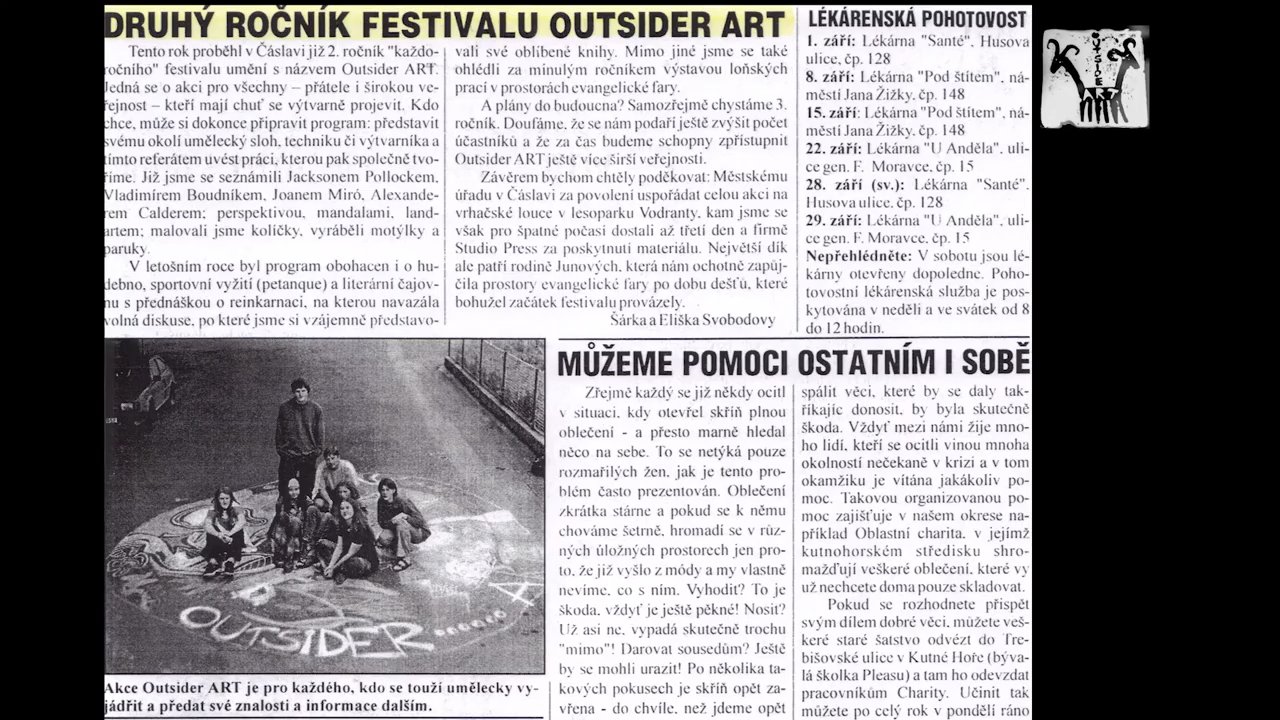 DRUHÝ ROČNÍK FESTIVALU OUTSIDER ART
Tento rok proběhl v Čáslavi již 2. ročník "každo-
ročního" festivalu umění s názvem Outsider ART.
Jedná se o akci pro všechny – přátele i širokou ve-
řejnost – kteří mají chuť se výtvarně projevit. Kdo
chce, může si dokonce připravit program: představit
svému okolí umělecký sloh, techniku či výtvarníka a
tímto referátem uvést práci, kterou pak společně tvo-
říme. Již jsme se seznámili Jacksonem Pollockem,
Vladimírem Boudníkem, Joanem Miró, Alexande-
rem Calderem; perspektivou, mandalami, land-
artem; malovali jsme kolíčky, vyráběli motýlky a
paruky.
V letošním roce byl program obohacen i o hu-
debno, sportovní vyžití (petanque) a literární čajov-
nu s přednáškou o reinkarnaci, na kterou navázala
volná diskuse, po které jsme si vzájemně představo-
vali své oblíbené knihy. Mimo jiné jsme se také
ohlédli za minulým ročníkem výstavou loňských
prací v prostorách evangelické fary.
A plány do budoucna? Samozřejmě chystáme 3.
ročník. Doufáme, že se nám podaří ještě zvýšit počet
účastníků a že za čas budeme schopny zpřístupnit
Outsider ART ještě více širší veřejnosti.
Závěrem bychom chtěly poděkovat: Městskému
úřadu v Čáslavi za povolení uspořádat celou akci na
vrhačské louce v lesoparku Vodranty, kam jsme se
však pro špatné počasí dostali až třetí den a firmě
Studio Press za poskytnutí materiálu. Největší dík
ale patří rodině Junových, která nám ochotně zapůj-
čila prostory evangelické fary po dobu dešťů, které
bohužel začátek festivalu provázely.
Šárka a Eliška Svobodovy
LÉKÁRENSKÁ POHOTOVOST
1. září: Lékárna "Santé", Husova
ulice, čp. 128
8. září: Lékárna "Pod štítem", ná-
městí Jana Žižky, čp. 148
15. září: Lékárna "Pod štítem", ná-
městí Jana Žižky, čp. 148
22. září: Lékárna "U Anděla", uli-
ce gen. F. Moravce, čp. 15
28. září (sv.): Lékárna "Santé",
Husova ulice, čp. 128
29. září: Lékárna "U Anděla", uli-
ce gen. F. Moravce, čp. 15
Nepřehlédněte: V sobotu jsou lé-
kárny otevřeny dopoledne. Poho-
tovostní lékárenská služba je pos-
kytována v neděli a ve svátek od 8
do 12 hodin.
OUTSIDER
ART
OUTSIDER......
Akce Outsider ART je pro každého, kdo se touží umělecky vy-
jádřit a předat své znalosti a informace dalším.
MŮŽEME POMOCI OSTATNÍM I SOBĚ
Zřejmě každý se již někdy ocitl
v situaci, kdy otevřel skříň plnou
oblečení - a přesto marně hledal
něco na sebe. To se netýká pouze
rozmařilých žen, jak je tento pro-
blém často prezentován. Oblečení
zkrátka stárne a pokud se k němu
chováme šetrně, hromadí se v růz-
ných úložných prostorech jen pro-
to, že již vyšlo z módy a my vlastně
nevíme, co s ním. Vyhodit? To je
škoda, vždyť je ještě pěkné! Nosit?
Už asi ne, vypadá skutečně trochu
"mimo"! Darovat sousedům? Ještě
by se mohli urazit! Po několika ta-
kových pokusech je skříň opět za-
vřena - do chvíle, než jdeme opět
spálit věci, které by se daly tak-
říkajíc donosit, by byla skutečně
škoda. Vždyť mezi námi žije mno-
ho lidí, kteří se ocitli vinou mnoha
okolností nečekaně v krizi a v tom
okamžiku je vítána jakákoliv po-
moc. Takovou organizovanou po-
moc zajišťuje v našem okrese na-
příklad Oblastní charita, v jejímž
kutnohorském středisku shro-
mažďují veškeré oblečení, které vy
už nechcete doma pouze skladovat.
Pokud se rozhodnete přispět
svým dílem dobré věci, můžete veš-
keré staré šatstvo odvézt do Tre-
bišovské ulice v Kutné Hoře (býva-
lá školka Pleasu) a tam ho odevzdat
pracovníkům Charity. Učinit tak
můžete po celý rok v pondělí ráno